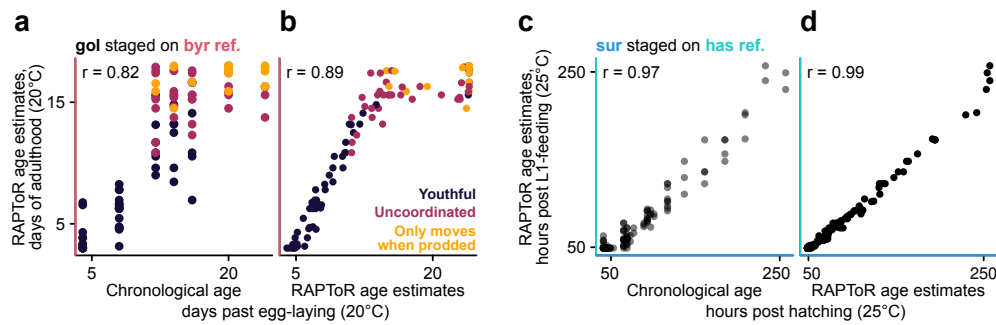 a
gol staged on byr ref.
b
r = 0.82
r = 0.89
RAPToR age estimates,
days of adulthood (20°C)
15
5
Youthful
Uncoordinated
Only moves
when prodded
5
20
5
20
Chronological age
RAPToR age estimates
days past egg-laying (20°C)
c
sur staged on has ref.
d
r = 0.97
r = 0.99
RAPToR age estimates
hours post L1-feeding (25°C)
250
50
50
250
50
250
Chronological age
RAPToR age estimates
hours post hatching (25°C)